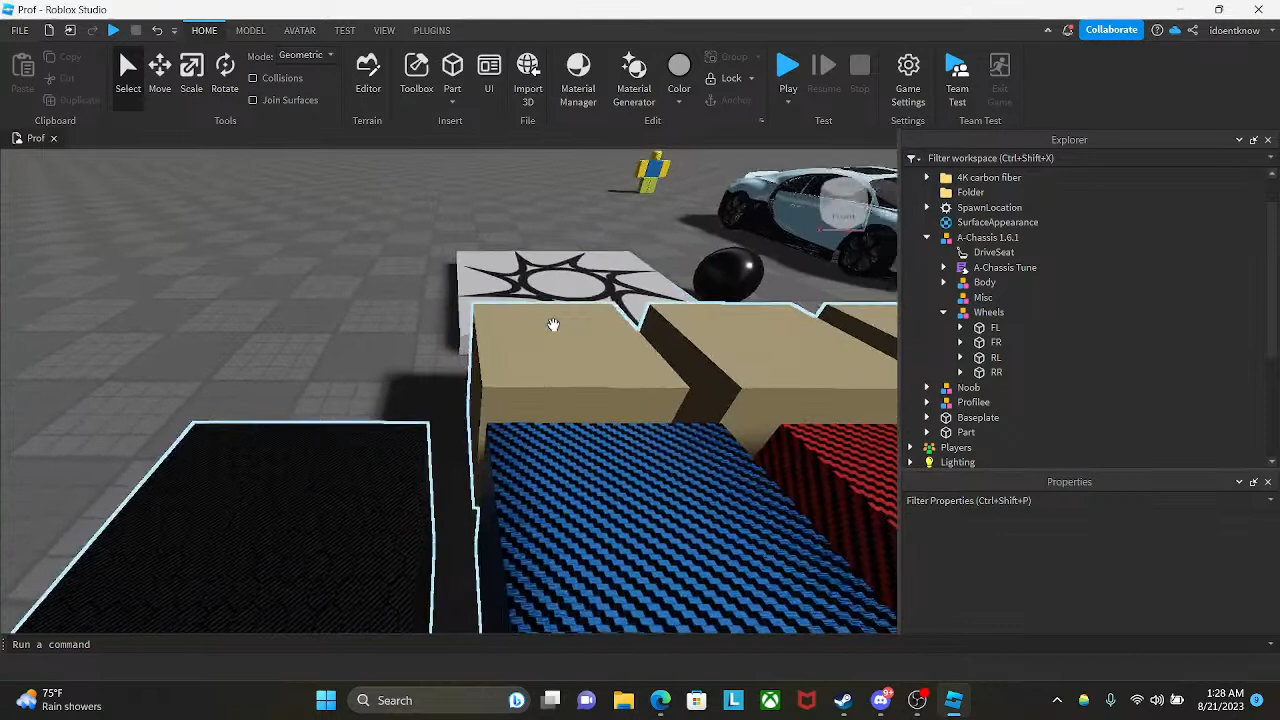 Prof - Roblox Studio
FILE HOME MODEL AVATAR TEST VIEW PLUGINS Collaborate idoentknow
Paste Copy Cut Duplicate Select Move Scale Rotate Mode: Geometric Collisions Join Surfaces Editor Toolbox Part UI Import 3D Material Manager Material Generator Color Group Lock Anchor Play Resume Stop Game Settings Team Test Exit Game
Clipboard Tools Terrain Insert File Edit Test Settings Team Test
Prof
Explorer
Filter workspace (Ctrl+Shift+X)
4K carbon fiber
Folder
SpawnLocation
SurfaceAppearance
A-Chassis 1.6.1
DriveSeat
A-Chassis Tune
Body
Misc
Wheels
FL
FR
RL
RR
Noob
Profilee
Baseplate
Part
Players
Lighting
Properties
Filter Properties (Ctrl+Shift+P)
Run a command
75°F
Rain showers
Search
9+
1:28 AM
8/21/2023
9